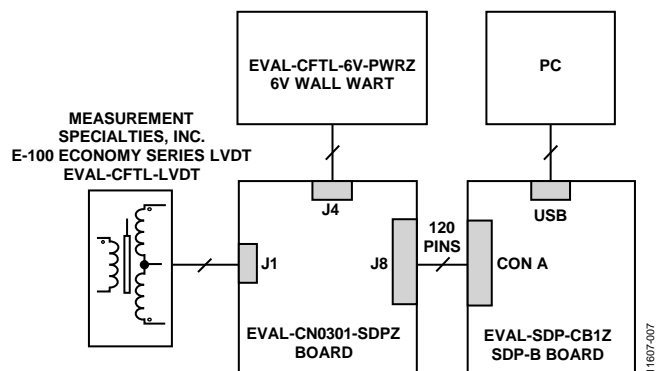 EVAL-CFTL-6V-PWRZ
6V WALL WART
PC
MEASUREMENT
SPECIALTIES, INC.
E-100 ECONOMY SERIES LVDT
EVAL-CFTL-LVDT
J4
USB
J1
J8
120
PINS
CON A
EVAL-CN0301-SDPZ
BOARD
EVAL-SDP-CB1Z
SDP-B BOARD
11607-007